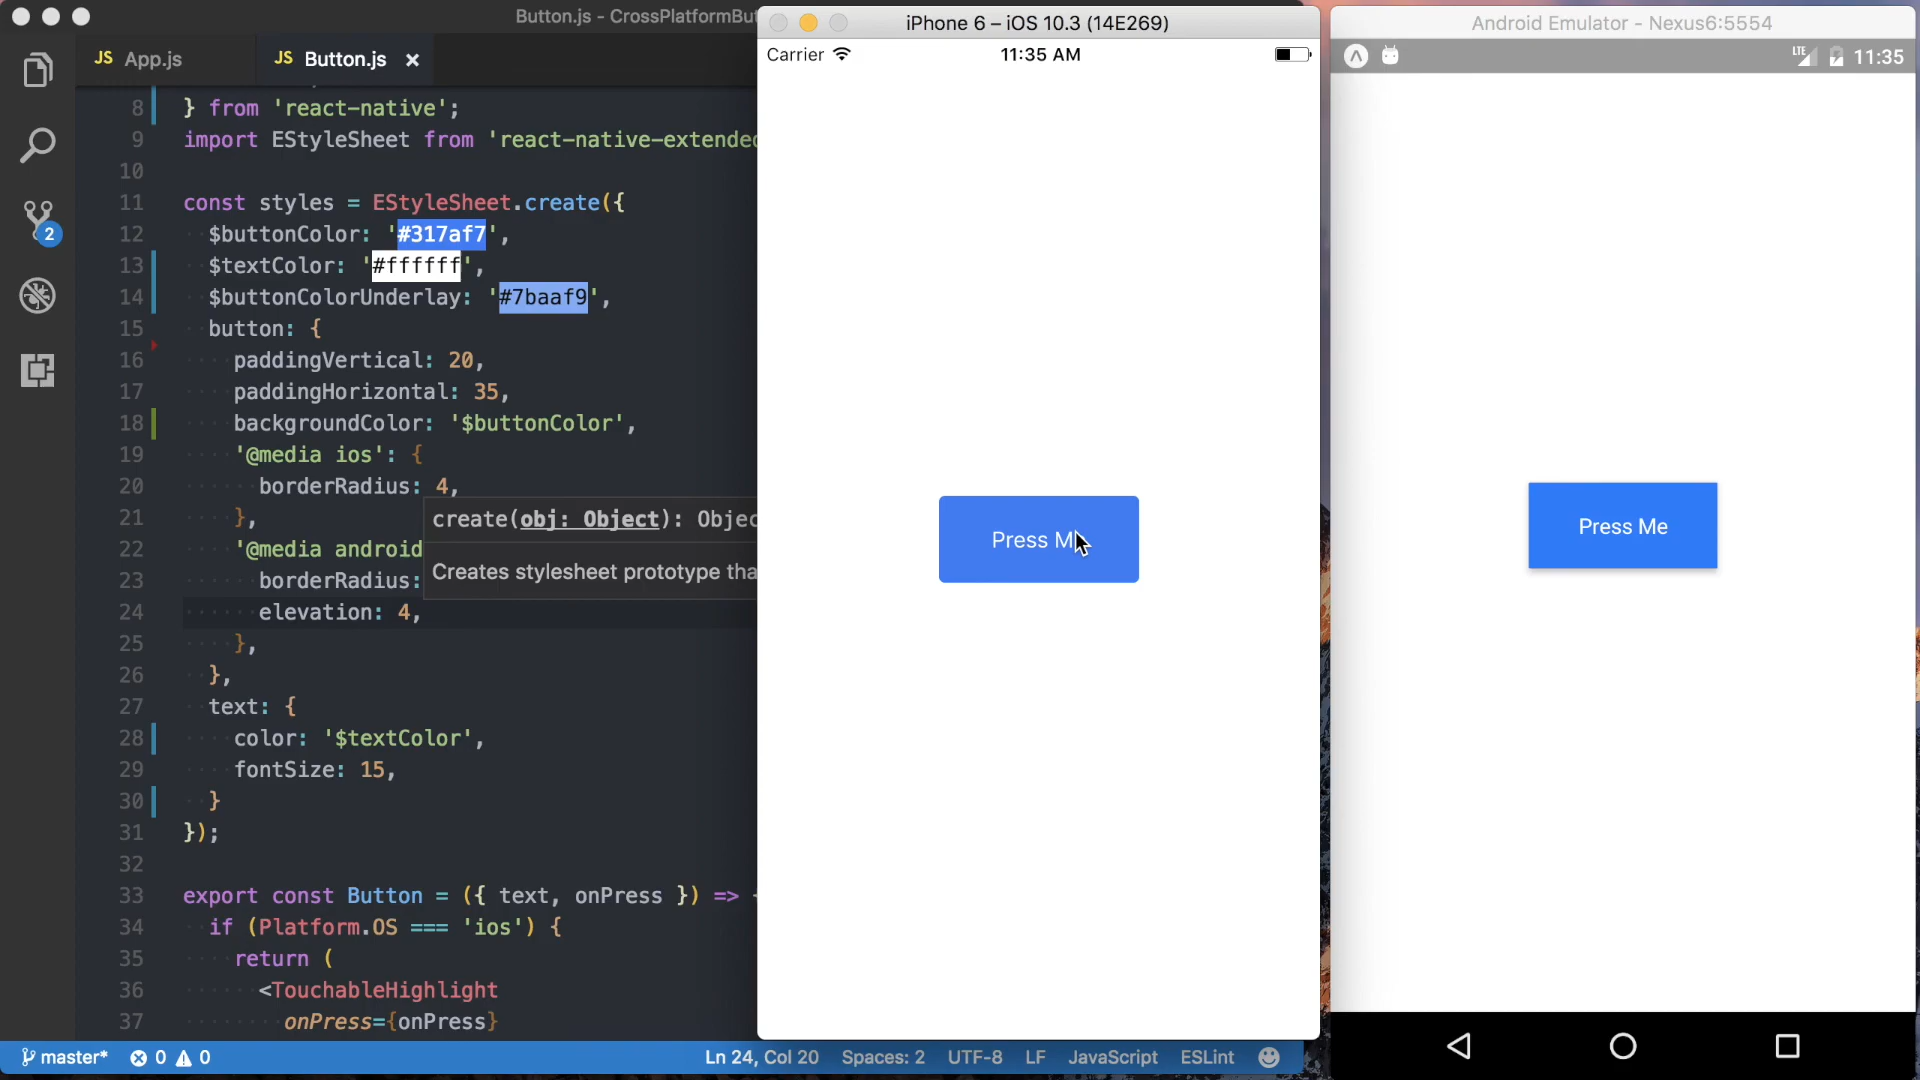 Button.js - CrossPlatformBu
JS App.js
JS Button.js ×
8 } from 'react-native';
9 import EStyleSheet from 'react-native-extended
10
11 const styles = EStyleSheet.create({
12 $buttonColor: '#317af7',
13 $textColor: '#ffffff',
14 $buttonColorUnderlay: '#7baaf9',
15 button: {
16 paddingVertical: 20,
17 paddingHorizontal: 35,
18 backgroundColor: '$buttonColor',
19 '@media ios': {
20 borderRadius: 4,
21 },
22 '@media android
23 borderRadius:
24 elevation: 4,
25 },
26 },
27 text: {
28 color: '$textColor',
29 fontSize: 15,
30 }
31 });
32
33 export const Button = ({ text, onPress }) =>
34 if (Platform.OS === 'ios') {
35 return (
36 <TouchableHighlight
37 onPress={onPress}
create(obj: Object): Objec
Creates stylesheet prototype tha
2
master* 0 0
Ln 24, Col 20 Spaces: 2 UTF-8 LF JavaScript ESLint
iPhone 6 – iOS 10.3 (14E269)
Carrier 11:35 AM
Press M
Android Emulator - Nexus6:5554
LTE 11:35
Press Me